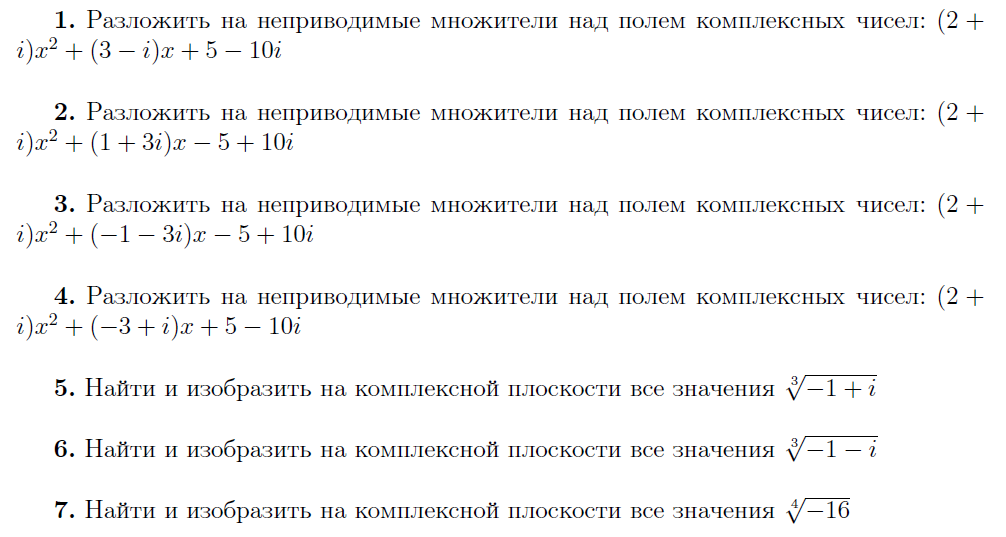 1. Разложить на неприводимые множители над полем комплексных чисел: (2 +
i)x² + (3 − i)x + 5 − 10i
2. Разложить на неприводимые множители над полем комплексных чисел: (2 +
i)x² + (1 + 3i)x − 5 + 10i
3. Разложить на неприводимые множители над полем комплексных чисел: (2 +
i)x² + (−1 − 3i)x − 5 + 10i
4. Разложить на неприводимые множители над полем комплексных чисел: (2 +
i)x² + (−3 + i)x + 5 − 10i
5. Найти и изобразить на комплексной плоскости все значения ∛(−1 + i)
6. Найти и изобразить на комплексной плоскости все значения ∛(−1 − i)
7. Найти и изобразить на комплексной плоскости все значения ∜(−16)